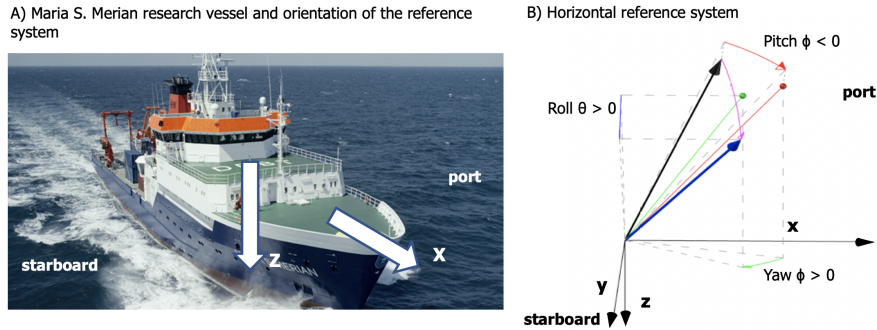 A) Maria S. Merian research vessel and orientation of the reference
system
B) Horizontal reference system
port
starboard
Z
X
MERIAN
Pitch ϕ < 0
port
Roll θ > 0
x
Yaw ϕ > 0
y
z
starboard